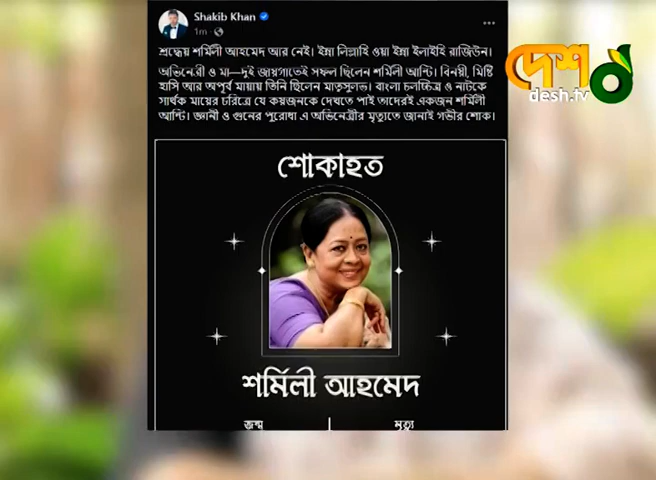 Shakib Khan
1m
শ্রদ্ধেয় শর্মিলী আহমেদ আর নেই। ইন্না লিল্লাহি ওয়া ইন্না ইলাইহি রাজিউন।
অভিনেত্রী ও মা—দুই জায়গাতেই সফল ছিলেন শর্মিলী আন্টি। বিনয়ী, মিষ্টি
হাসি আর অপূর্ব মায়ায় তিনি ছিলেন মাতৃসুলভ। বাংলা চলচ্চিত্র ও নাটকে
সার্থক মায়ের চরিত্রে যে কয়জনকে দেখতে পাই তাদেরই একজন শর্মিলী
আন্টি। জ্ঞানী ও গুনের পুরোধা এ অভিনেত্রীর মৃত্যুতে জানাই গভীর শোক।
দেশ
desh.tv
শোকাহত
শর্মিলী আহমেদ
জন্ম মৃত্যু